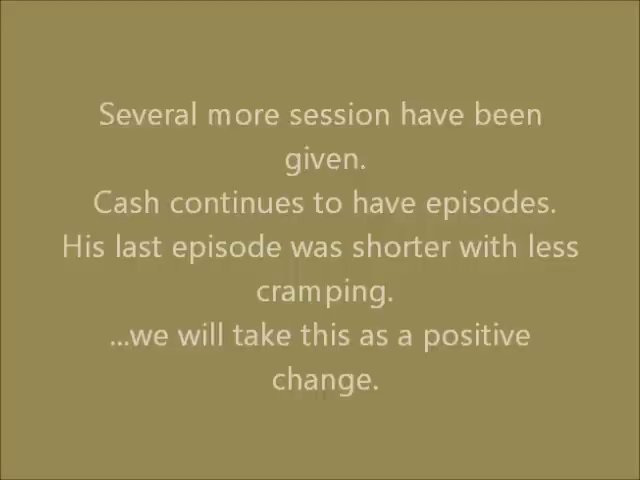 Several more session have been
given.
Cash continues to have episodes.
His last episode was shorter with less
cramping.
...we will take this as a positive
change.